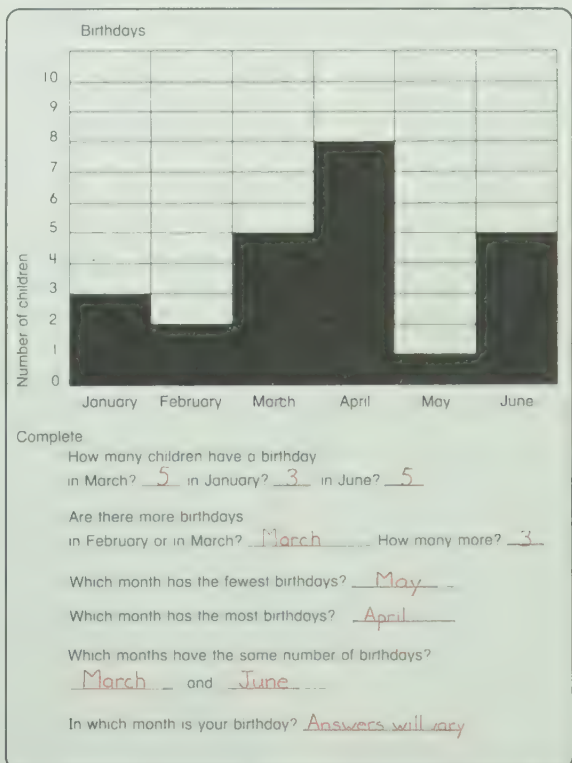 Birthdays
10
9
8
7
6
5
4
3
2
1
0
Number of children
January February March April May June
Complete
How many children have a birthday
in March? 5 in January? 3 in June? 5
Are there more birthdays
in February or in March? March How many more? 3
Which month has the fewest birthdays? May
Which month has the most birthdays? April
Which months have the same number of birthdays?
March and June
In which month is your birthday? Answers will vary